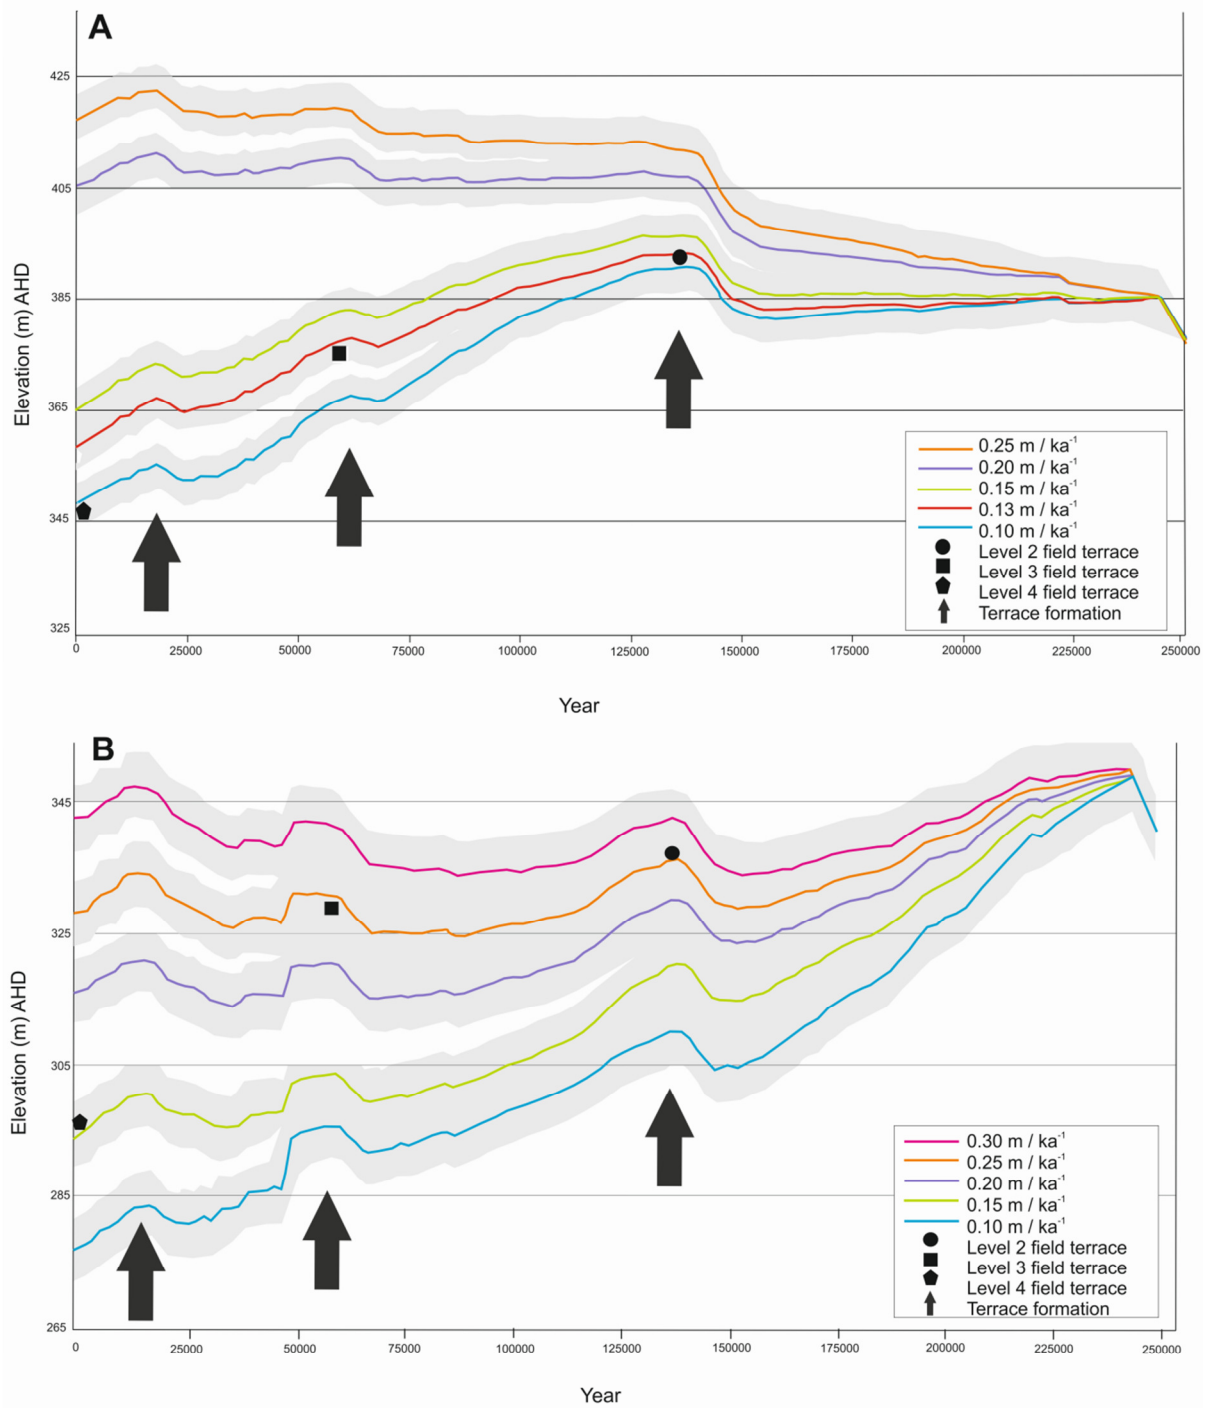 A
425
405
385
365
345
325
Elevation (m) AHD
0.25 m / ka-1
0.20 m / ka-1
0.15 m / ka-1
0.13 m / ka-1
0.10 m / ka-1
Level 2 field terrace
Level 3 field terrace
Level 4 field terrace
Terrace formation
0 25000 50000 75000 100000 125000 150000 175000 200000 225000 250000
Year
B
345
325
305
285
265
Elevation (m) AHD
0.30 m / ka-1
0.25 m / ka-1
0.20 m / ka-1
0.15 m / ka-1
0.10 m / ka-1
Level 2 field terrace
Level 3 field terrace
Level 4 field terrace
Terrace formation
0 25000 50000 75000 100000 125000 150000 175000 200000 225000 250000
Year